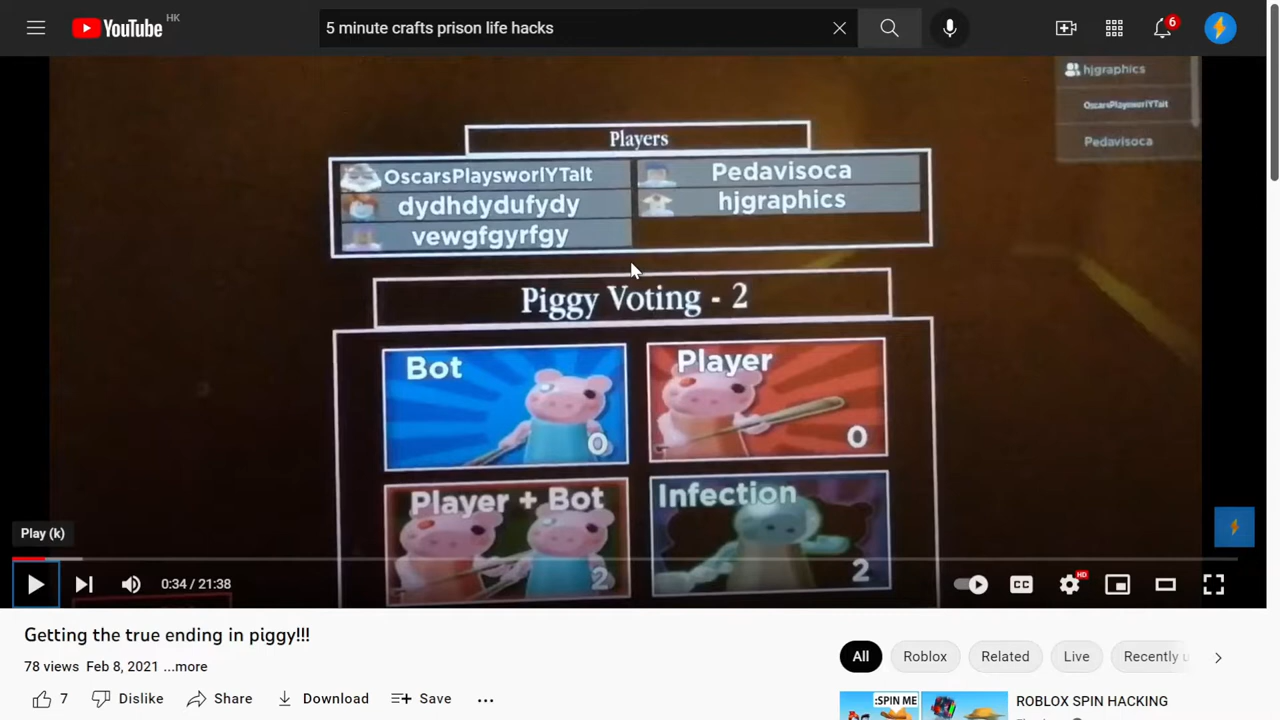 YouTube HK
5 minute crafts prison life hacks
6
hjgraphics
OscarsPlaysworlYTalt
Pedavisoca
Players
OscarsPlaysworlYTalt
Pedavisoca
dydhdydufydy
hjgraphics
vewgfgyrfgy
Piggy Voting - 2
Bot
0
Player
0
Player + Bot
2
Infection
2
Play (k)
0:34 / 21:38
CC
HD
Getting the true ending in piggy!!!
78 views Feb 8, 2021 ...more
7 Dislike Share Download Save
All Roblox Related Live Recently u
:SPIN ME
ROBLOX SPIN HACKING